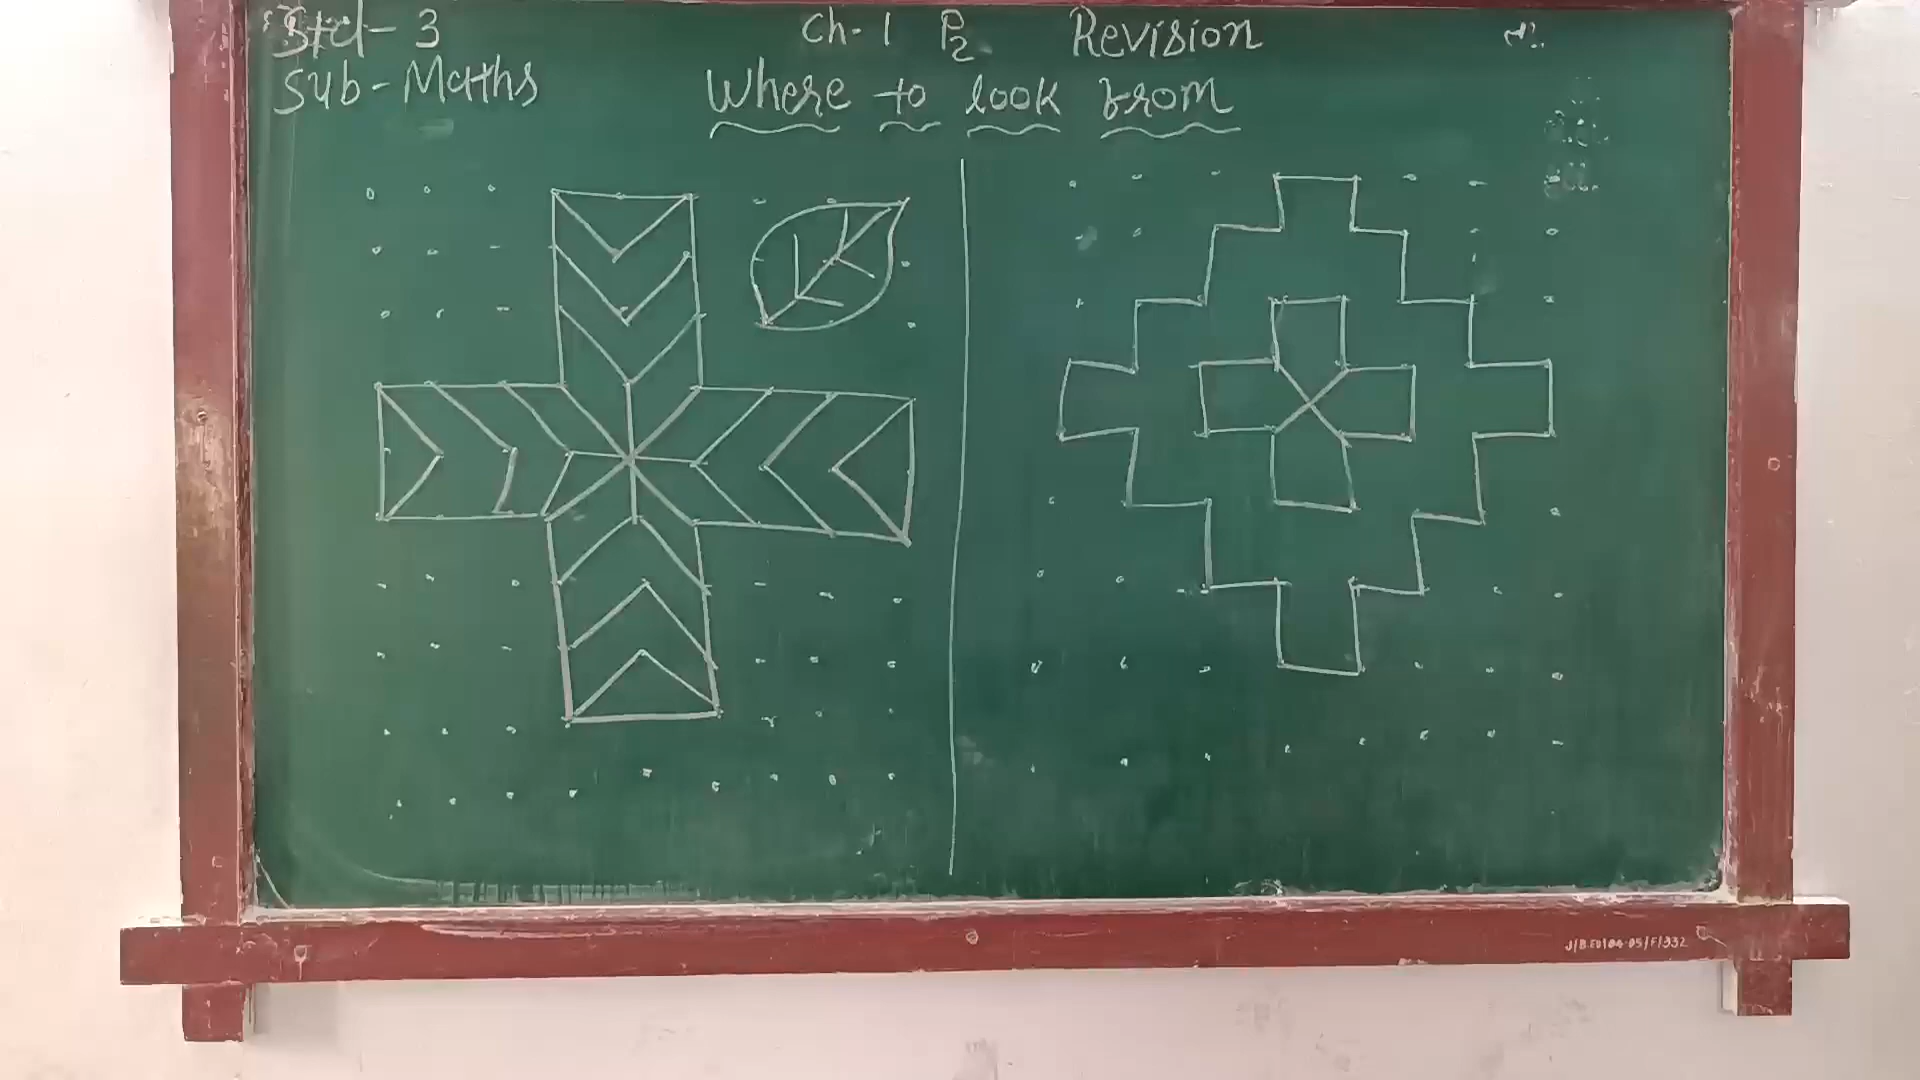 Std - 3 Ch-1 P2 Revision
Sub - Maths Where to look from